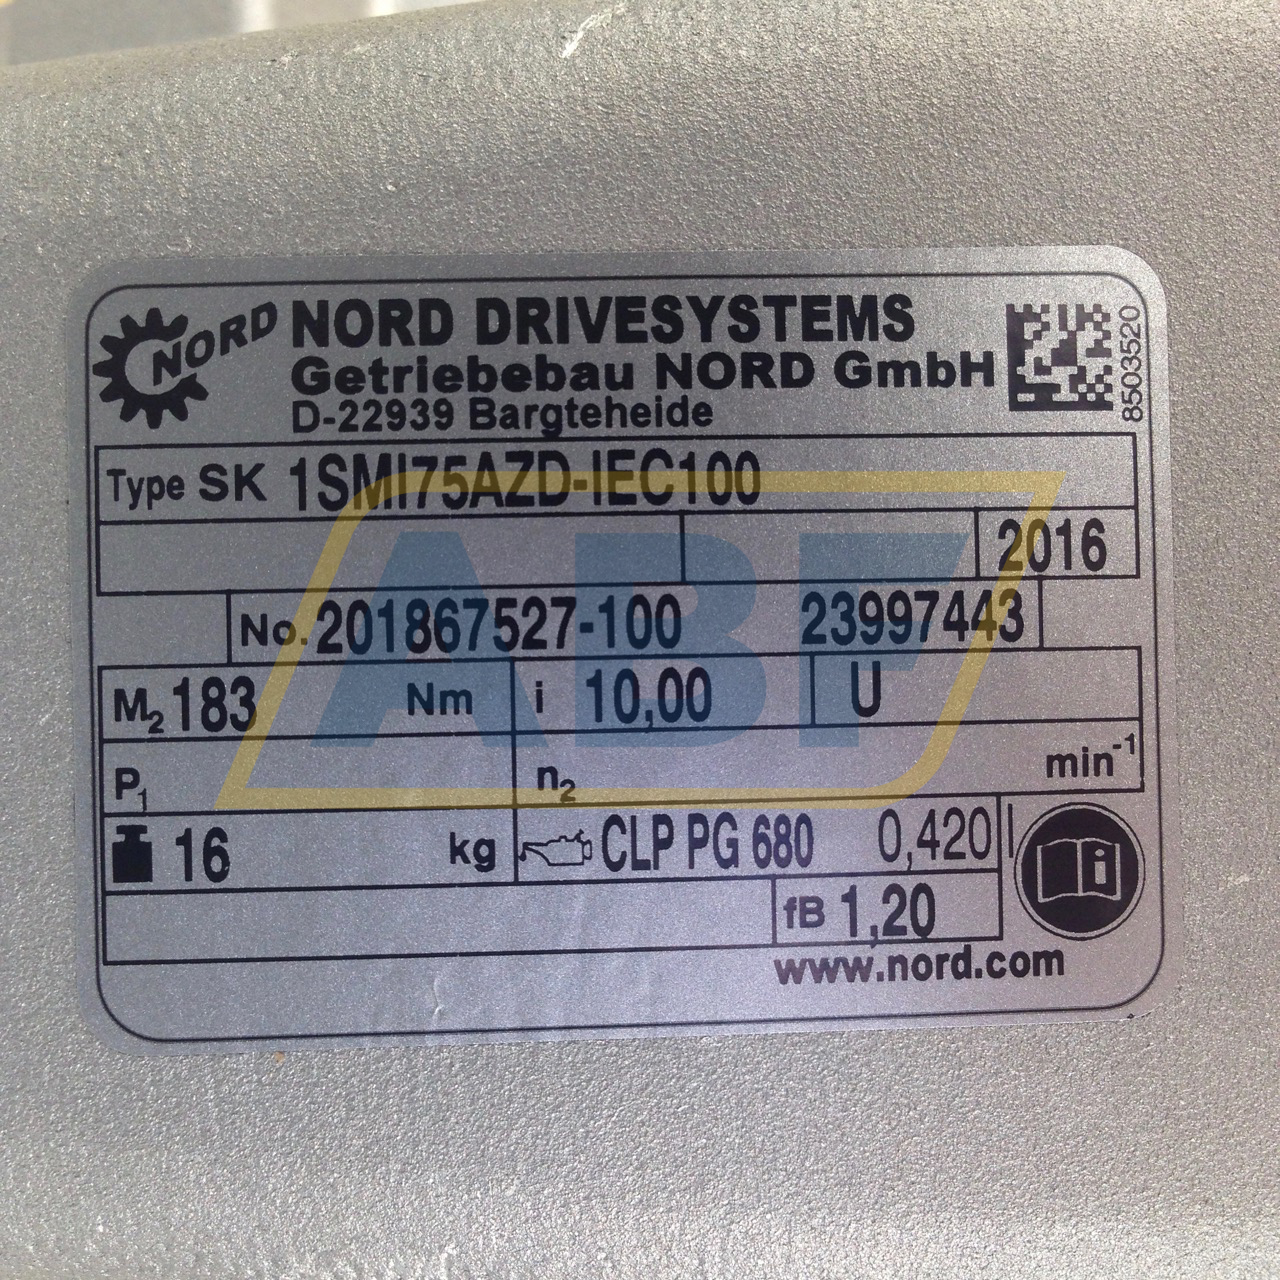 NORD
NORD DRIVESYSTEMS
Getriebebau NORD GmbH
D-22939 Bargteheide
8503520
Type SK 1SMI75AZD-IEC100
2016
No. 201867527-100 23997443
M2 183 Nm i 10,00 U
P1 n2 min-1
16 kg CLP PG 680 0,420 l
fB 1,20
www.nord.com
ABF